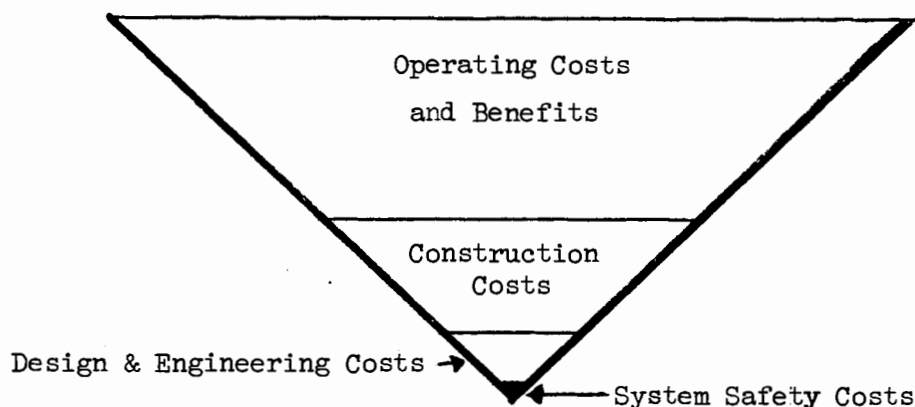 Operating Costs
and Benefits
Construction
Costs
Design & Engineering Costs
System Safety Costs